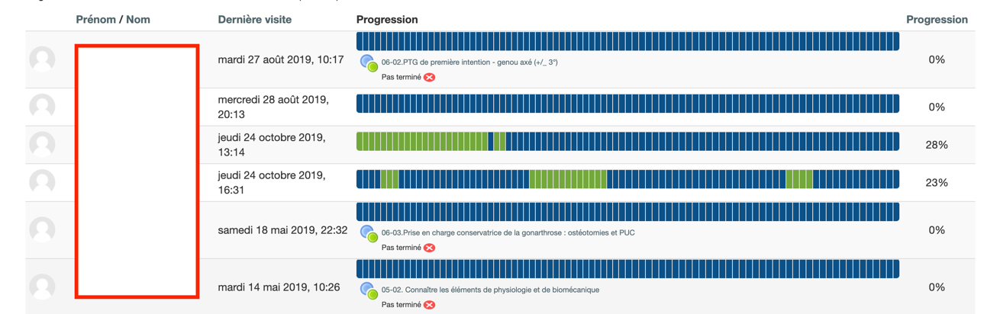 Prénom / Nom Dernière visite Progression Progression
mardi 27 août 2019, 10:17 0%
06-02.PTG de première intention - genou axé (+/_ 3°)
Pas terminé
mercredi 28 août 2019,
20:13 0%
jeudi 24 octobre 2019,
13:14 28%
jeudi 24 octobre 2019,
16:31 23%
samedi 18 mai 2019, 22:32 0%
06-03.Prise en charge conservatrice de la gonarthrose : ostéotomies et PUC
Pas terminé
mardi 14 mai 2019, 10:26 0%
05-02. Connaître les éléments de physiologie et de biomécanique
Pas terminé